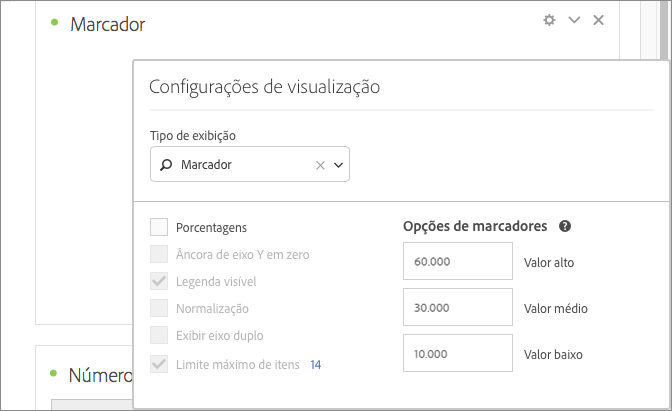 Marcador
Configurações de visualização
Tipo de exibição
Marcador
Porcentagens
Âncora de eixo Y em zero
Legenda visível
Normalização
Exibir eixo duplo
Limite máximo de itens 14
Opções de marcadores ?
60.000 Valor alto
30.000 Valor médio
10.000 Valor baixo
Número